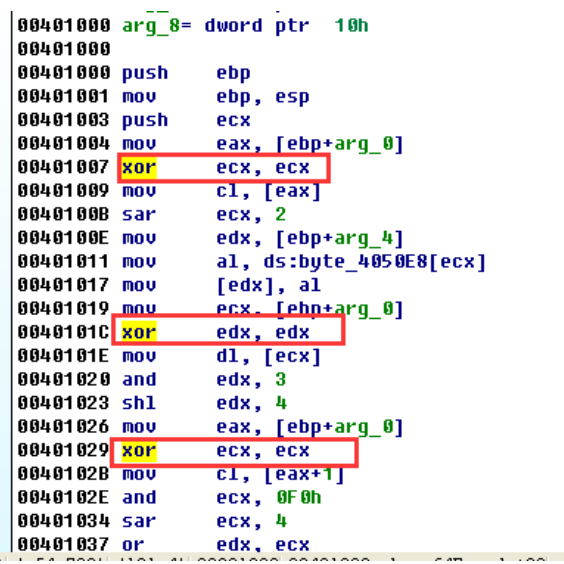 00401000 arg_8= dword ptr  10h
00401000
00401000 push    ebp
00401001 mov     ebp, esp
00401003 push    ecx
00401004 mov     eax, [ebp+arg_0]
00401007 xor     ecx, ecx
00401009 mov     cl, [eax]
0040100B sar     ecx, 2
0040100E mov     edx, [ebp+arg_4]
00401011 mov     al, ds:byte_4050E8[ecx]
00401017 mov     [edx], al
00401019 mov     ecx, [ebp+arg_0]
0040101C xor     edx, edx
0040101E mov     dl, [ecx]
00401020 and     edx, 3
00401023 shl     edx, 4
00401026 mov     eax, [ebp+arg_0]
00401029 xor     ecx, ecx
0040102B mov     cl, [eax+1]
0040102E and     ecx, 0F0h
00401034 sar     ecx, 4
00401037 or      edx, ecx